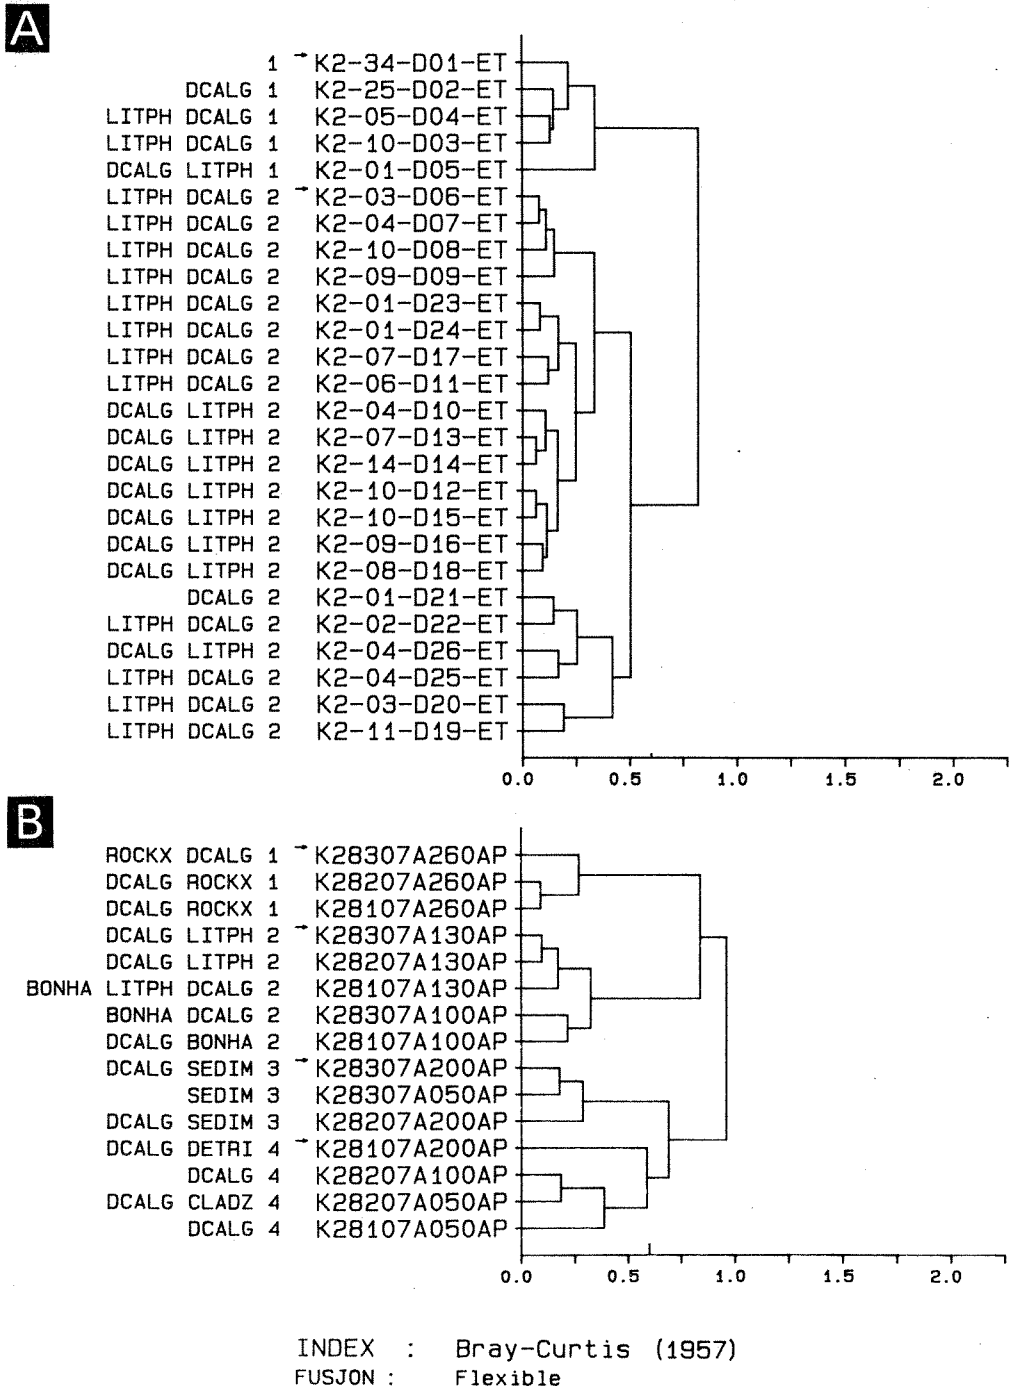 A
1 → K2-34-D01-ET
DCALG 1 K2-25-D02-ET
LITPH DCALG 1 K2-05-D04-ET
LITPH DCALG 1 K2-10-D03-ET
DCALG LITPH 1 K2-01-D05-ET
LITPH DCALG 2 → K2-03-D06-ET
LITPH DCALG 2 K2-04-D07-ET
LITPH DCALG 2 K2-10-D08-ET
LITPH DCALG 2 K2-09-D09-ET
LITPH DCALG 2 K2-01-D23-ET
LITPH DCALG 2 K2-01-D24-ET
LITPH DCALG 2 K2-07-D17-ET
LITPH DCALG 2 K2-06-D11-ET
DCALG LITPH 2 K2-04-D10-ET
DCALG LITPH 2 K2-07-D13-ET
DCALG LITPH 2 K2-14-D14-ET
DCALG LITPH 2 K2-10-D12-ET
DCALG LITPH 2 K2-10-D15-ET
DCALG LITPH 2 K2-09-D16-ET
DCALG LITPH 2 K2-08-D18-ET
DCALG 2 K2-01-D21-ET
LITPH DCALG 2 K2-02-D22-ET
DCALG LITPH 2 K2-04-D26-ET
LITPH DCALG 2 K2-04-D25-ET
LITPH DCALG 2 K2-03-D20-ET
LITPH DCALG 2 K2-11-D19-ET
0.0 0.5 1.0 1.5 2.0
B
ROCKX DCALG 1 → K28307A260AP
DCALG ROCKX 1 K28207A260AP
DCALG ROCKX 1 K28107A260AP
DCALG LITPH 2 → K28307A130AP
DCALG LITPH 2 K28207A130AP
BONHA LITPH DCALG 2 K28107A130AP
BONHA DCALG 2 K28307A100AP
DCALG BONHA 2 K28107A100AP
DCALG SEDIM 3 → K28307A200AP
SEDIM 3 K28307A050AP
DCALG SEDIM 3 K28207A200AP
DCALG DETRI 4 → K28107A200AP
DCALG 4 K28207A100AP
DCALG CLADZ 4 K28207A050AP
DCALG 4 K28107A050AP
0.0 0.5 1.0 1.5 2.0
INDEX : Bray-Curtis (1957)
FUSJON : Flexible